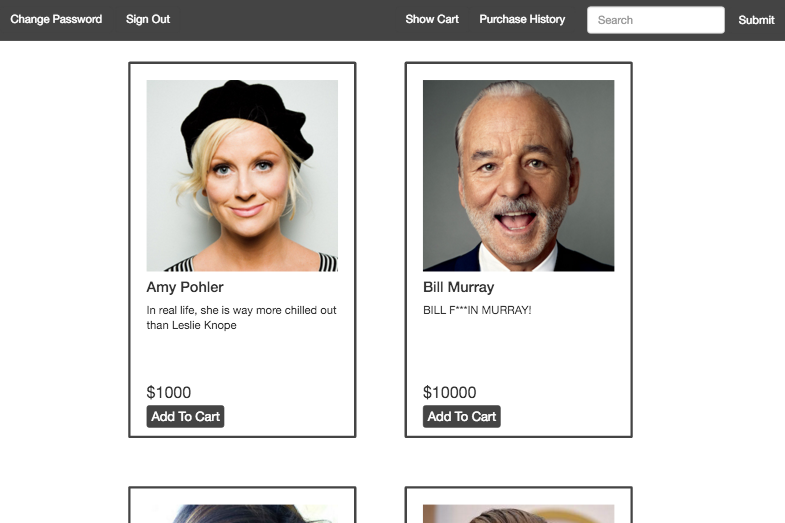 Change Password Sign Out Show Cart Purchase History Search Submit
Amy Pohler
In real life, she is way more chilled out
than Leslie Knope
$1000
Add To Cart
Bill Murray
BILL F***IN MURRAY!
$10000
Add To Cart